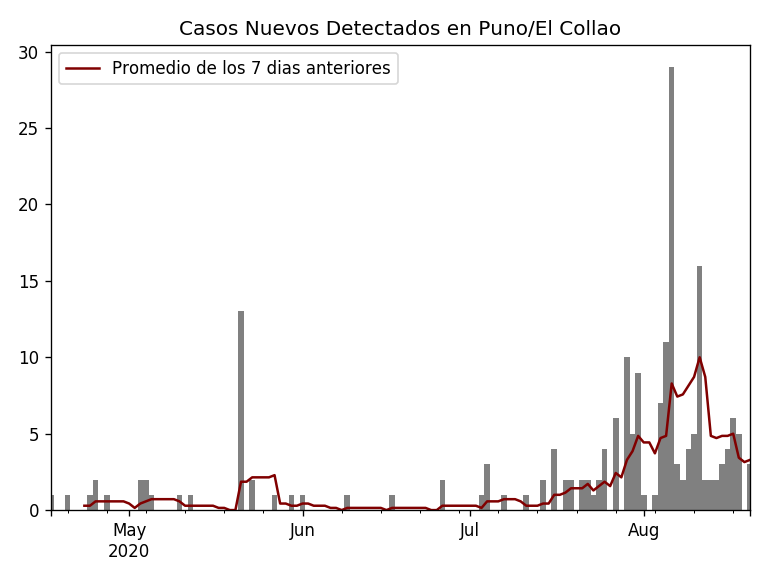 Casos Nuevos Detectados en Puno/El Collao
Promedio de los 7 dias anteriores
30
25
20
15
10
5
0
May
2020
Jun
Jul
Aug